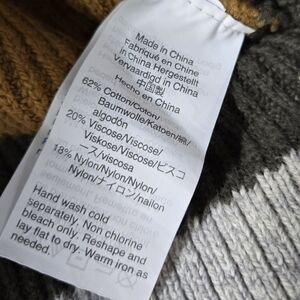 Made in China
Fabriqué en Chine
In China Hergestellt
Vervaardigd in China
中国製
Hecho en China
62% Cotton/Coton/
Baumwolle/Katoen/綿/
algodón
20% Viscose/Viscose/
Viskose/Viscose/ビスコ
ース/viscosa
18% Nylon/Nylon/Nylon/
Nylon/ナイロン/nailon
Hand wash cold
separately. Non chlorine
bleach only. Reshape and
lay flat to dry. Warm iron as
needed.